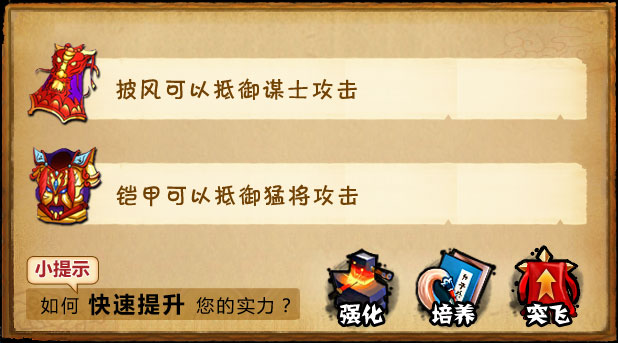 披风可以抵御谋士攻击
铠甲可以抵御猛将攻击
小提示
如何 快速提升 您的实力？
强化
培养
突飞